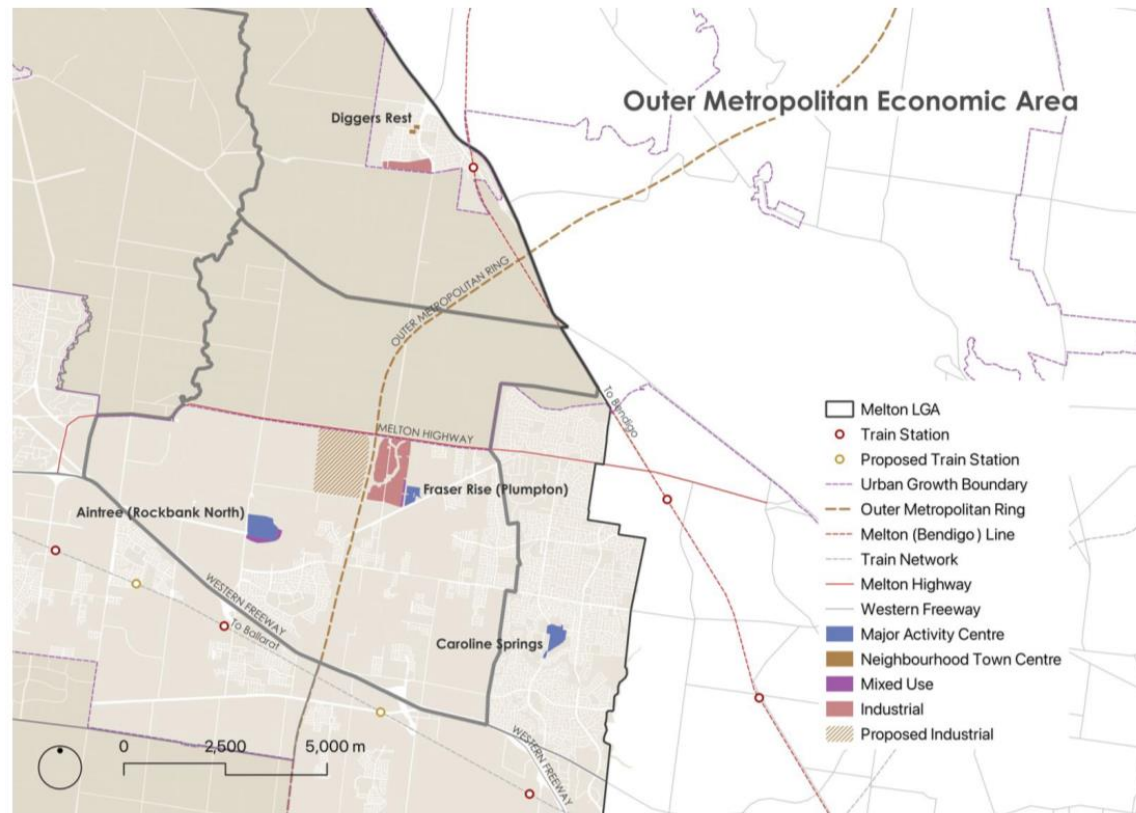 Outer Metropolitan Economic Area
Diggers Rest
OUTER METROPOLITAN RING
To Bendigo
MELTON HIGHWAY
Fraser Rise (Plumpton)
Aintree (Rockbank North)
WESTERN FREEWAY
To Ballarat
Caroline Springs
WESTERN FREEWAY
0 2,500 5,000 m
Melton LGA
Train Station
Proposed Train Station
Urban Growth Boundary
Outer Metropolitan Ring
Melton (Bendigo) Line
Train Network
Melton Highway
Western Freeway
Major Activity Centre
Neighbourhood Town Centre
Mixed Use
Industrial
Proposed Industrial